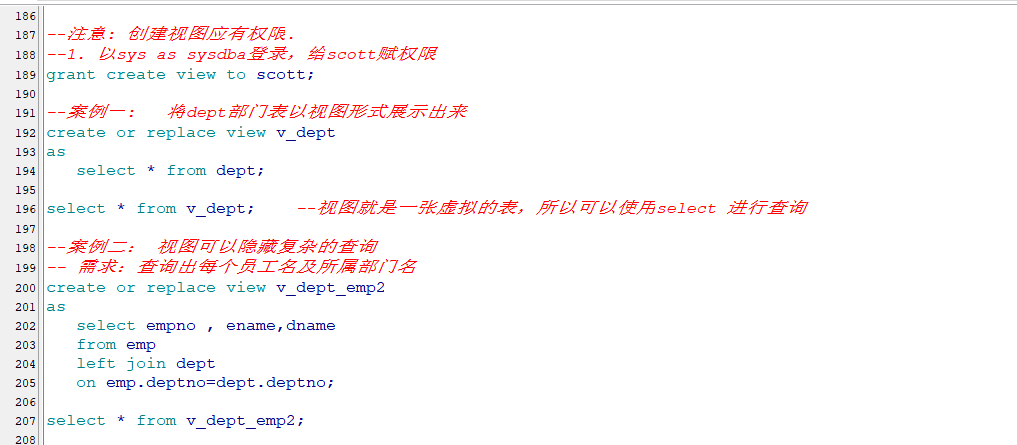 186
187 --注意: 创建视图应有权限.
188 --1. 以sys as sysdba登录，给scott赋权限
189 grant create view to scott;
190
191 --案例一:   将dept部门表以视图形式展示出来
192 create or replace view v_dept
193 as
194    select * from dept;
195
196 select * from v_dept;    --视图就是一张虚拟的表，所以可以使用select 进行查询
197
198 --案例二:  视图可以隐藏复杂的查询
199 -- 需求: 查询出每个员工名及所属部门名
200 create or replace view v_dept_emp2
201 as
202    select empno , ename,dname
203    from emp
204    left join dept
205    on emp.deptno=dept.deptno;
206
207 select * from v_dept_emp2;
208